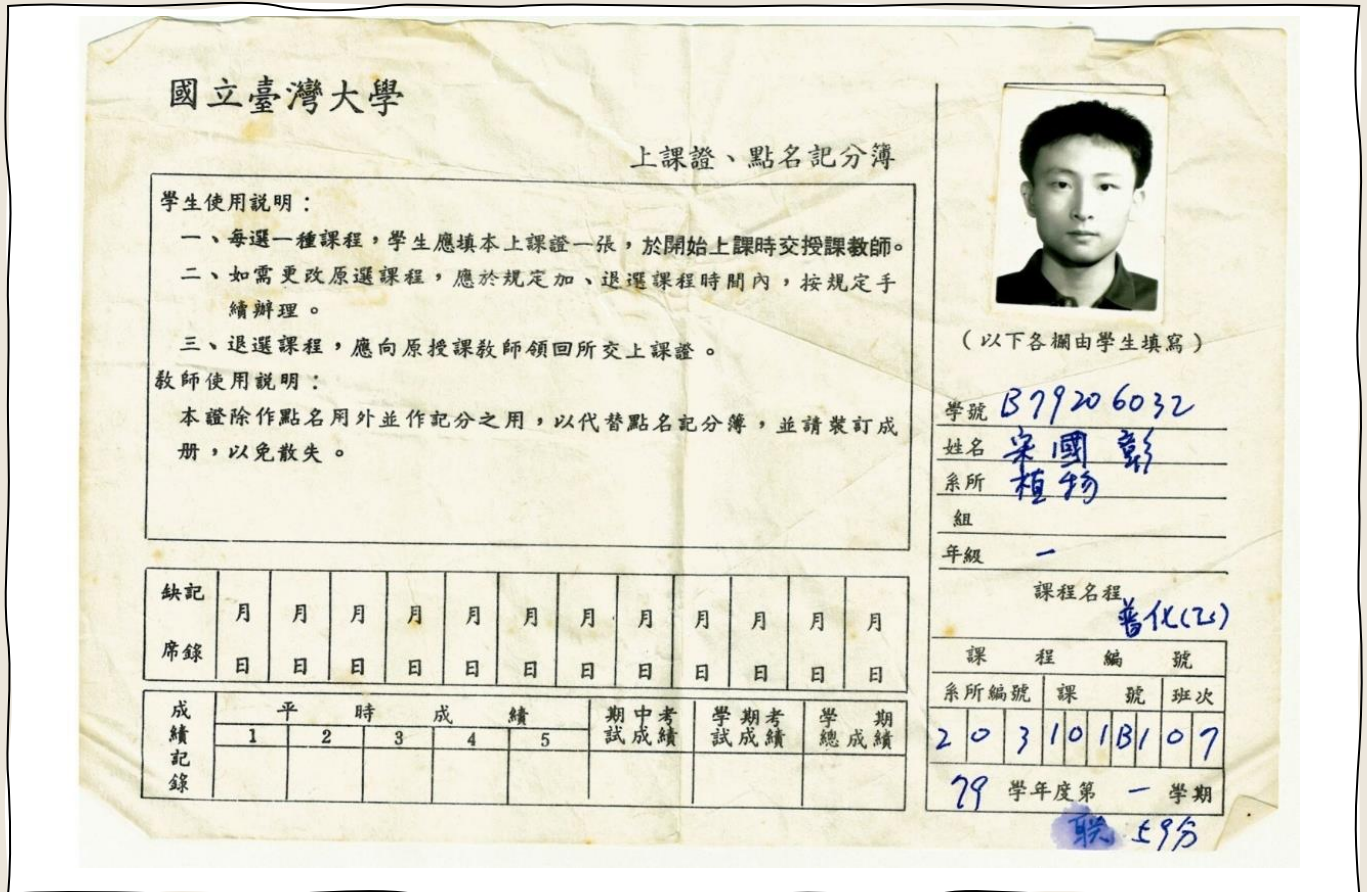 國立臺灣大學
上課證、點名記分簿
學生使用說明：
一、每選一種課程，學生應填本上課證一張，於開始上課時交授課教師。
二、如需更改原選課程，應於規定加、退選課程時間內，按規定手
續辦理。
三、退選課程，應向原授課教師領回所交上課證。
教師使用說明：
本證除作點名用外並作記分之用，以代替點名記分簿，並請裝訂成
册，以免散失。
缺記
席錄
月 月 月 月 月 月 月 月 月 月 月 月
日 日 日 日 日 日 日 日 日 日 日 日
成績記錄
平時成績
1 2 3 4 5
期中考
試成績
學期考
試成績
學期
總成績
（以下各欄由學生填寫）
學號 B79206032
姓名 宋國彰
系所 植物
組
年級 一
課程名程
普化(乙)
課程編號
系所編號 課號 班次
2 0 3 1 0 1 B 1 0 7
79 學年度第 一 學期